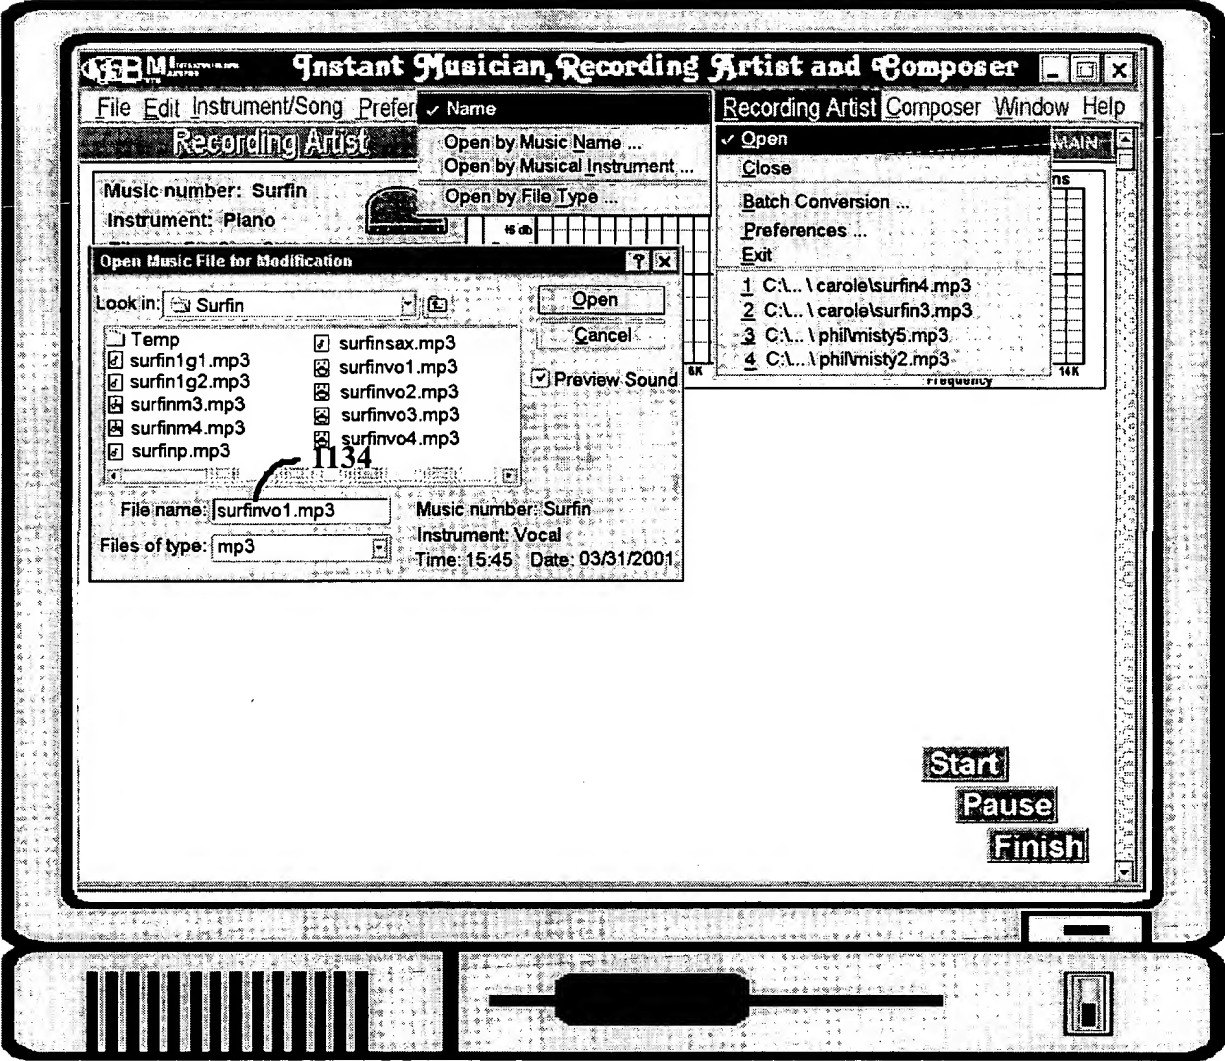 Instant Musician, Recording Artist and Composer
File Edit Instrument/Song Prefer
Recording Artist Composer Window Help
✓ Name
Open by Music Name ...
Open by Musical Instrument ...
Open by File Type ...
✓ Open
Close
Batch Conversion ...
Preferences ...
Exit
1 C:\... \ carole\surfin4.mp3
2 C:\... \ carole\surfin3.mp3
3 C:\... \ phil\misty5.mp3
4 C:\... \ phil\misty2.mp3
Recording Artist
MAIN
Music number: Surfin
Instrument: Piano
ns
+6 db
6K
14K
Frequency
Open Music File for Modification
Look in: Surfin
Open
Cancel
Preview Sound
Temp
surfin1g1.mp3
surfin1g2.mp3
surfinm3.mp3
surfinm4.mp3
surfinp.mp3
surfinsax.mp3
surfinvo1.mp3
surfinvo2.mp3
surfinvo3.mp3
surfinvo4.mp3
1134
File name: surfinvo1.mp3
Files of type: mp3
Music number: Surfin
Instrument: Vocal
Time: 15:45 Date: 03/31/2001
Start
Pause
Finish